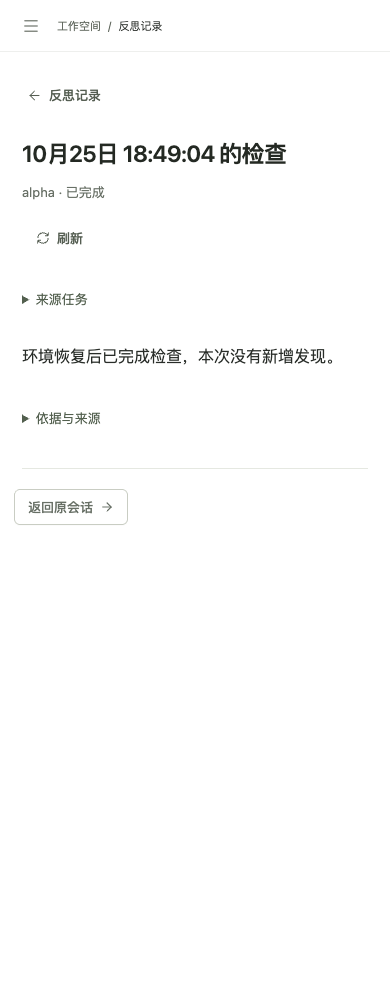 工作空间 / 反思记录
反思记录
10月25日 18:49:04 的检查
alpha · 已完成
刷新
来源任务
环境恢复后已完成检查，本次没有新增发现。
依据与来源
返回原会话